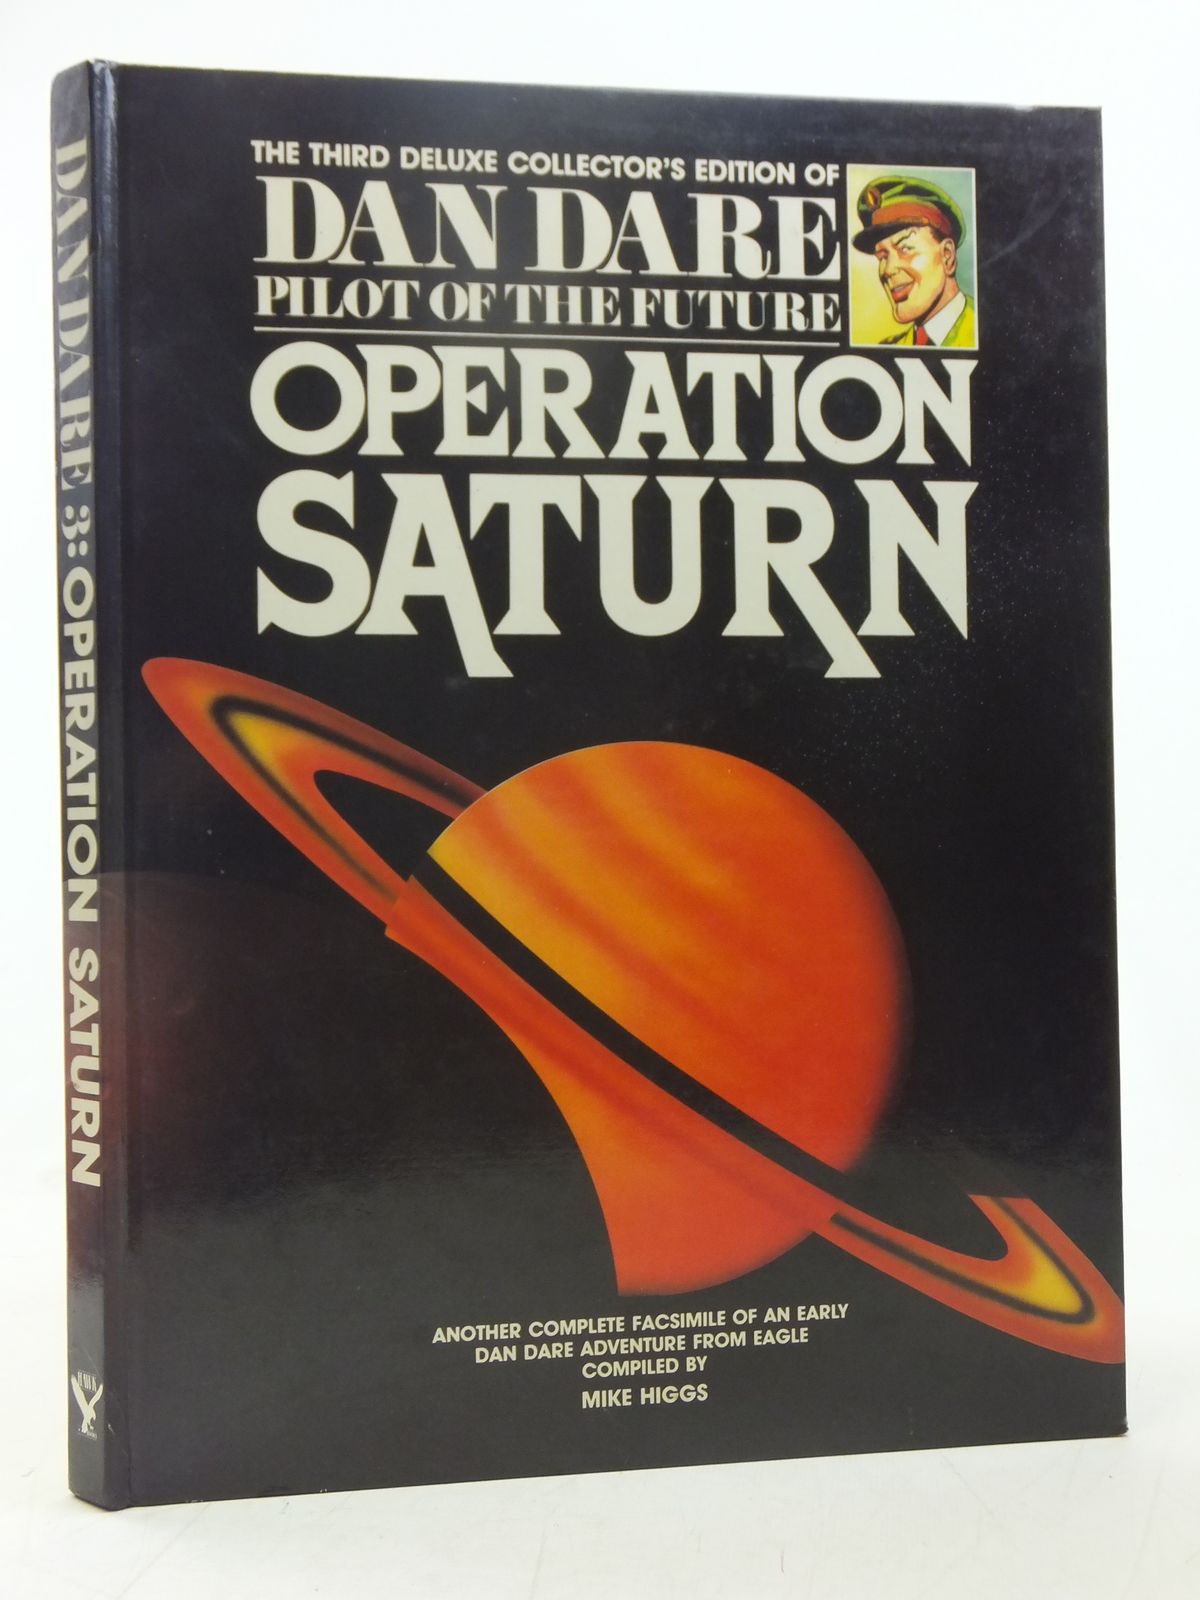 THE THIRD DELUXE COLLECTOR'S EDITION OF
DAN DARE
PILOT OF THE FUTURE
OPERATION
SATURN
ANOTHER COMPLETE FACSIMILE OF AN EARLY
DAN DARE ADVENTURE FROM EAGLE
COMPILED BY
MIKE HIGGS
DAN DARE 3: OPERATION SATURN
HAWK